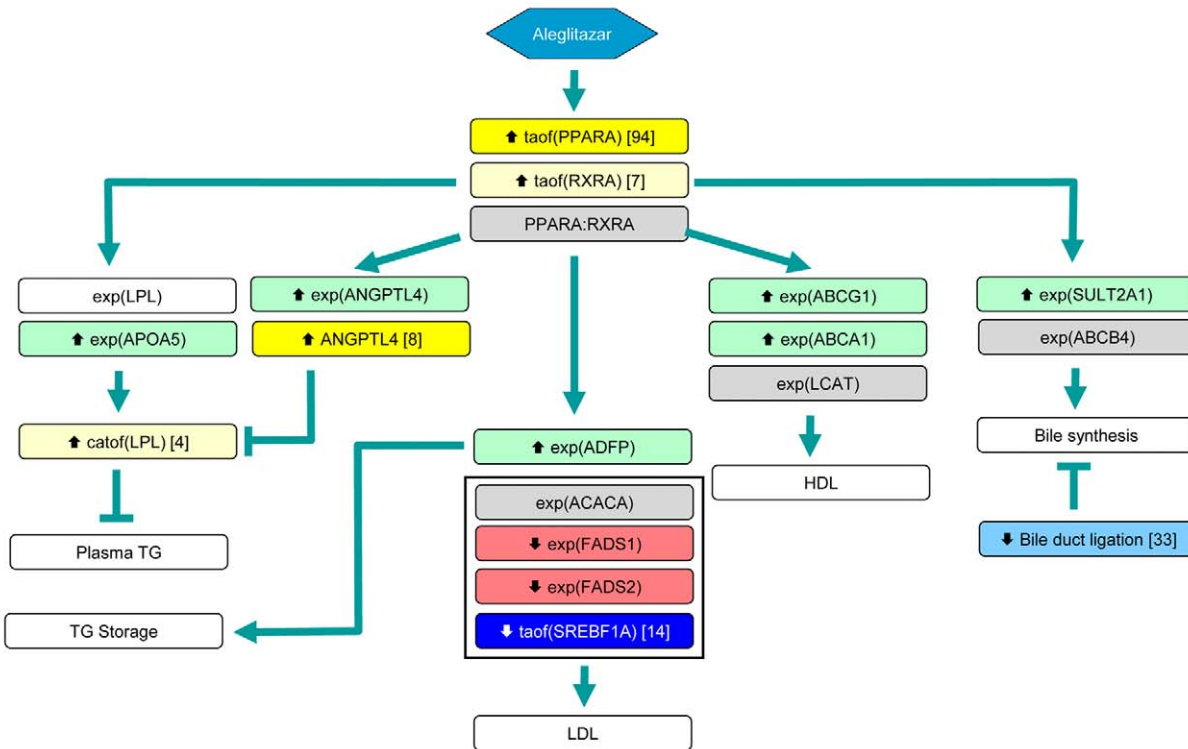 Aleglitazar
⬆ taof(PPARA) [94]
⬆ taof(RXRA) [7]
PPARA:RXRA
exp(LPL)
⬆ exp(APOA5)
⬆ exp(ANGPTL4)
⬆ ANGPTL4 [8]
⬆ exp(ABCG1)
⬆ exp(ABCA1)
exp(LCAT)
⬆ exp(SULT2A1)
exp(ABCB4)
⬆ catof(LPL) [4]
⬆ exp(ADFP)
Bile synthesis
HDL
exp(ACACA)
⬇ exp(FADS1)
⬇ exp(FADS2)
⬇ taof(SREBF1A) [14]
Plasma TG
⬇ Bile duct ligation [33]
TG Storage
LDL